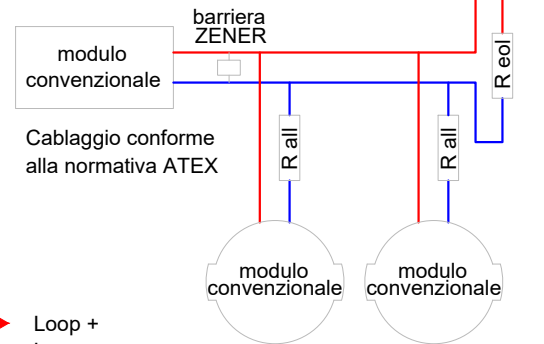 barriera
ZENER
modulo
convenzionale
R eol
Cablaggio conforme
alla normativa ATEX
R all
R all
modulo
convenzionale
modulo
convenzionale
Loop +